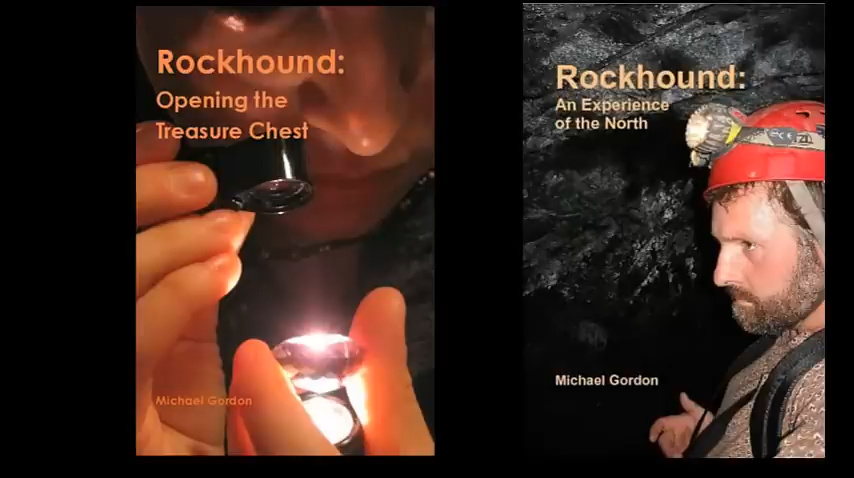 Rockhound:
Opening the
Treasure Chest
Michael Gordon
Rockhound:
An Experience
of the North
Michael Gordon